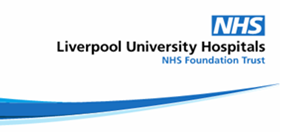 NHS
Liverpool University Hospitals
NHS Foundation Trust